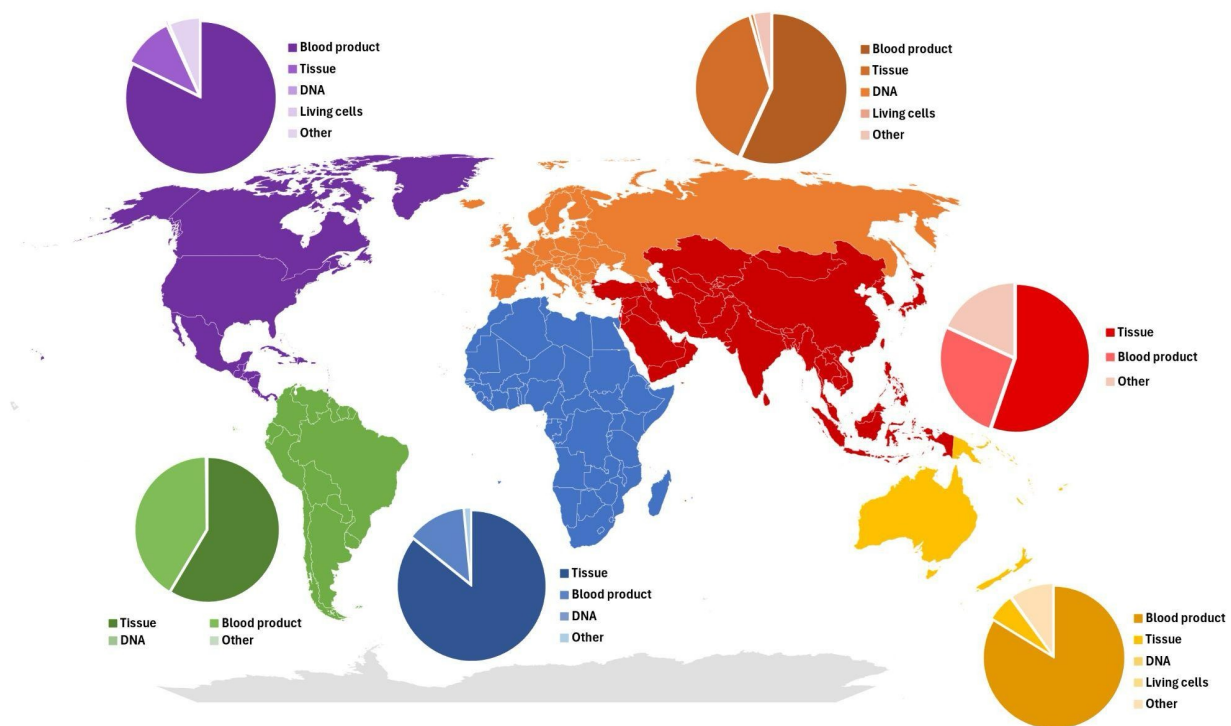 Blood product
Tissue
DNA
Living cells
Other
Blood product
Tissue
DNA
Living cells
Other
Tissue
Blood product
Other
Tissue Blood product
DNA Other
Tissue
Blood product
DNA
Other
Blood product
Tissue
DNA
Living cells
Other